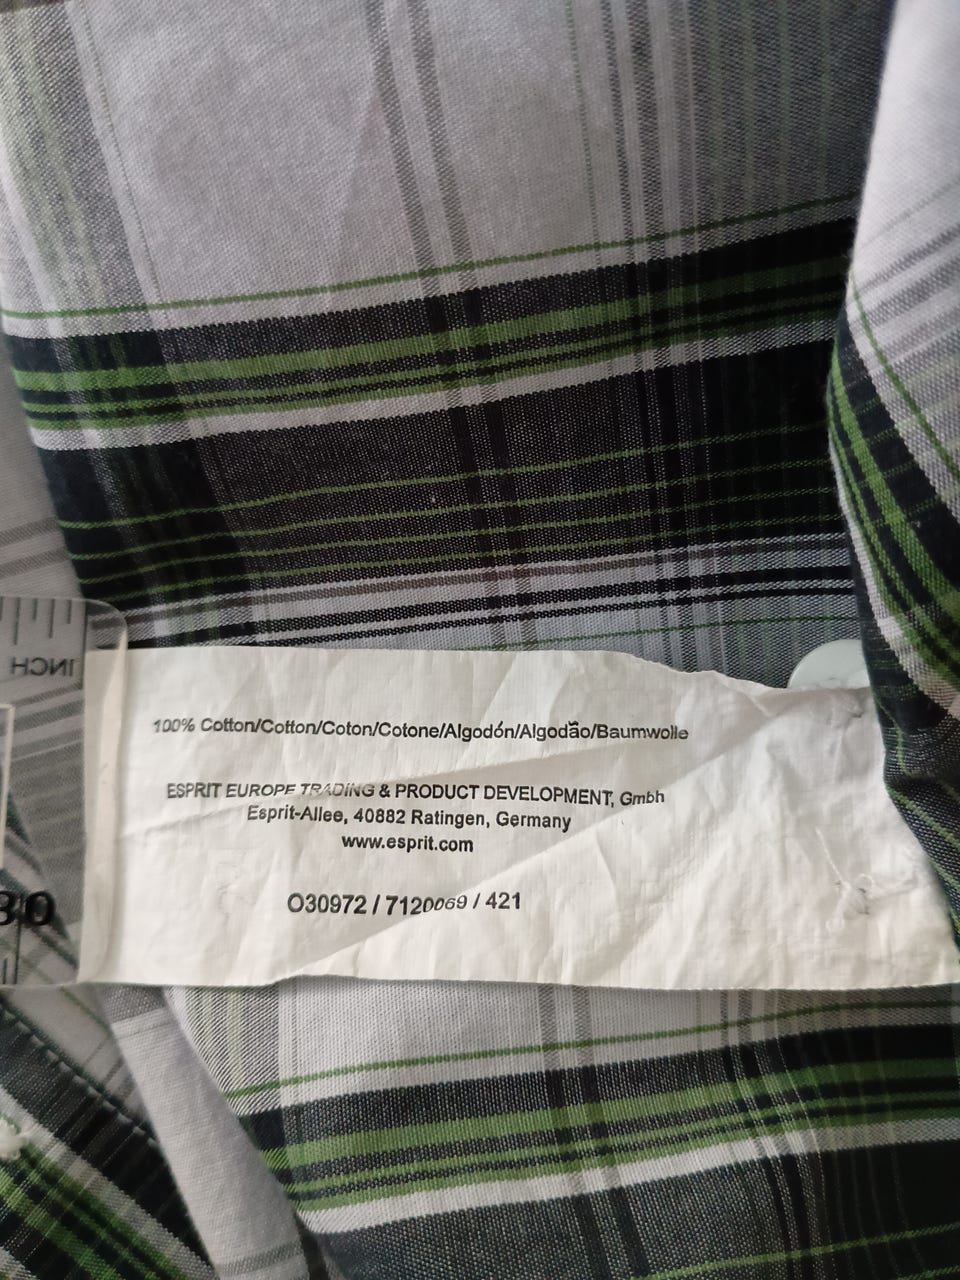 INCH
30
100% Cotton/Cotton/Coton/Cotone/Algodón/Algodão/Baumwolle
ESPRIT EUROPE TRADING & PRODUCT DEVELOPMENT, Gmbh
Esprit-Allee, 40882 Ratingen, Germany
www.esprit.com
O30972 / 7120069 / 421